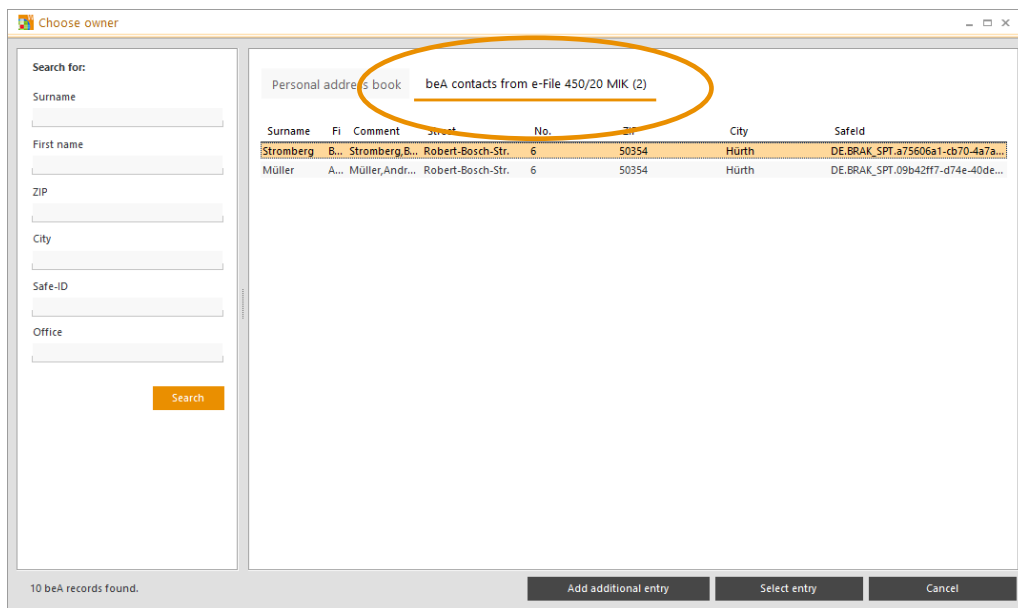 Choose owner
Search for:
Surname
First name
ZIP
City
Safe-ID
Office
Search
Personal address book beA contacts from e-File 450/20 MIK (2)
Surname Fi Comment Street No. ZIP City SafeId
Stromberg B... Stromberg,B... Robert-Bosch-Str. 6 50354 Hürth DE.BRAK_SPT.a75606a1-cb70-4a7a...
Müller A... Müller,Andr... Robert-Bosch-Str. 6 50354 Hürth DE.BRAK_SPT.09b42ff7-d74e-40de...
10 beA records found.
Add additional entry Select entry Cancel